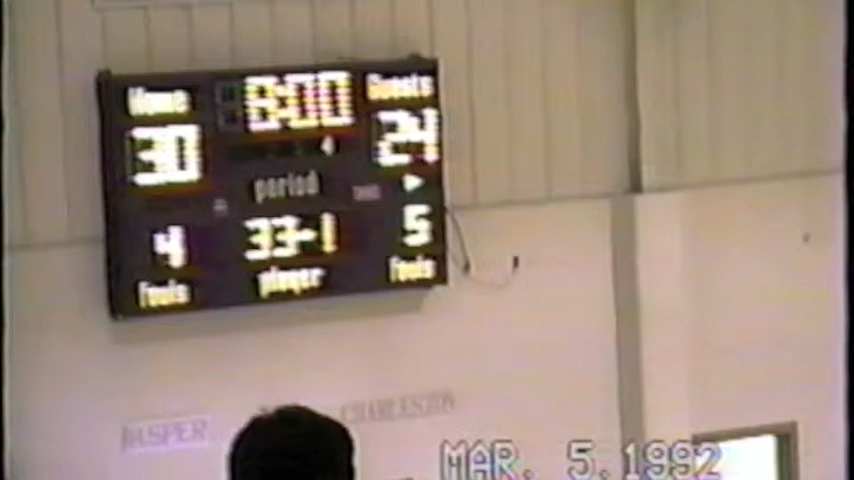 Home 8:00 Guests
30 4 24
period
4 33-1 5
fouls player fouls
CHARLESTON
MAR. 5.1992